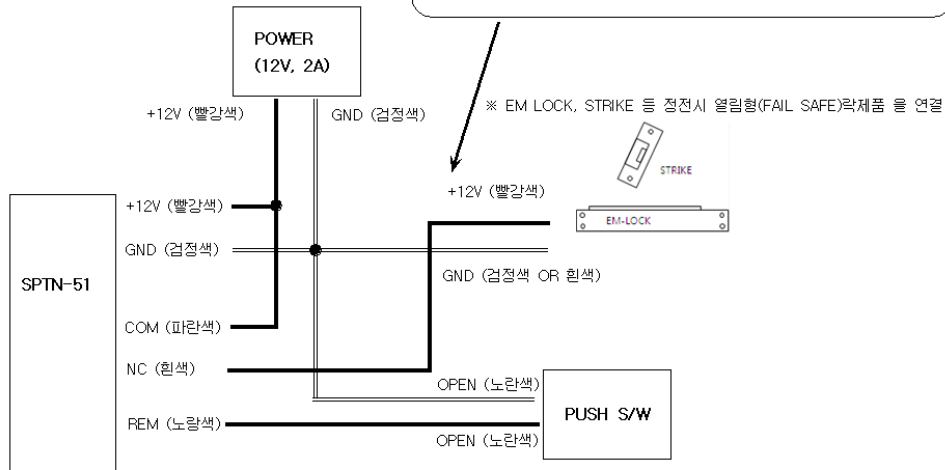 POWER
(12V, 2A)
+12V (빨강색)
GND (검정색)
※ EM LOCK, STRIKE 등 정전시 열림형(FAIL SAFE)락제품 을 연결
STRIKE
+12V (빨강색)
EM-LOCK
+12V (빨강색)
GND (검정색)
GND (검정색 OR 흰색)
SPTN-51
COM (파란색)
NC (흰색)
OPEN (노란색)
PUSH S/W
REM (노랑색)
OPEN (노란색)